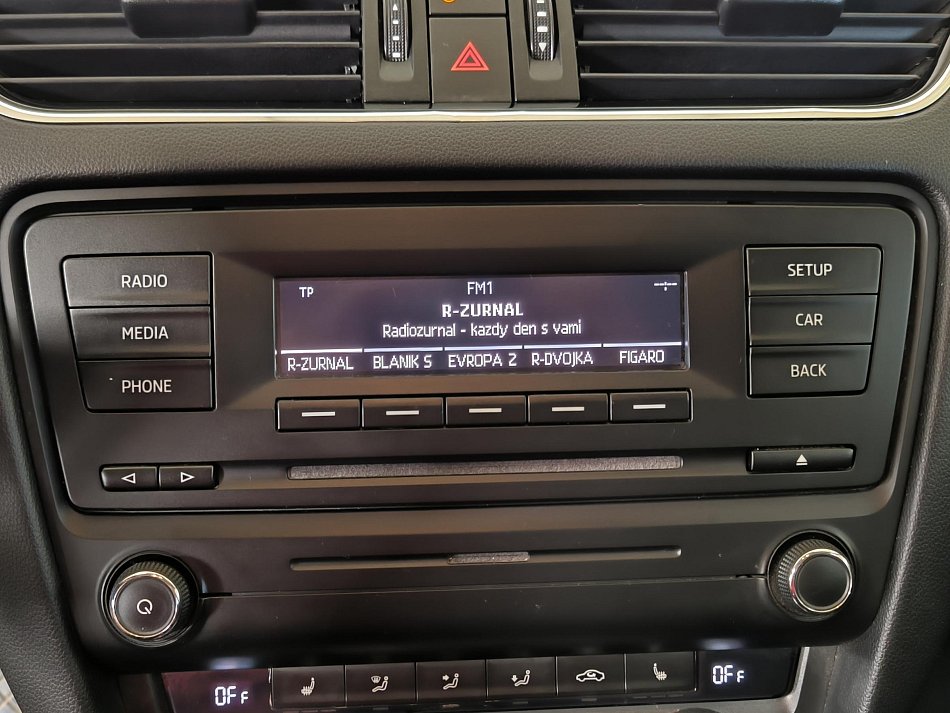 RADIO
MEDIA
PHONE
TP
FM1
--:--
R-ZURNAL
Radiozurnal - kazdy den s vami
R-ZURNAL BLANIK S EVROPA 2 R-DVOJKA FIGARO
SETUP
CAR
BACK
OFF
OFF